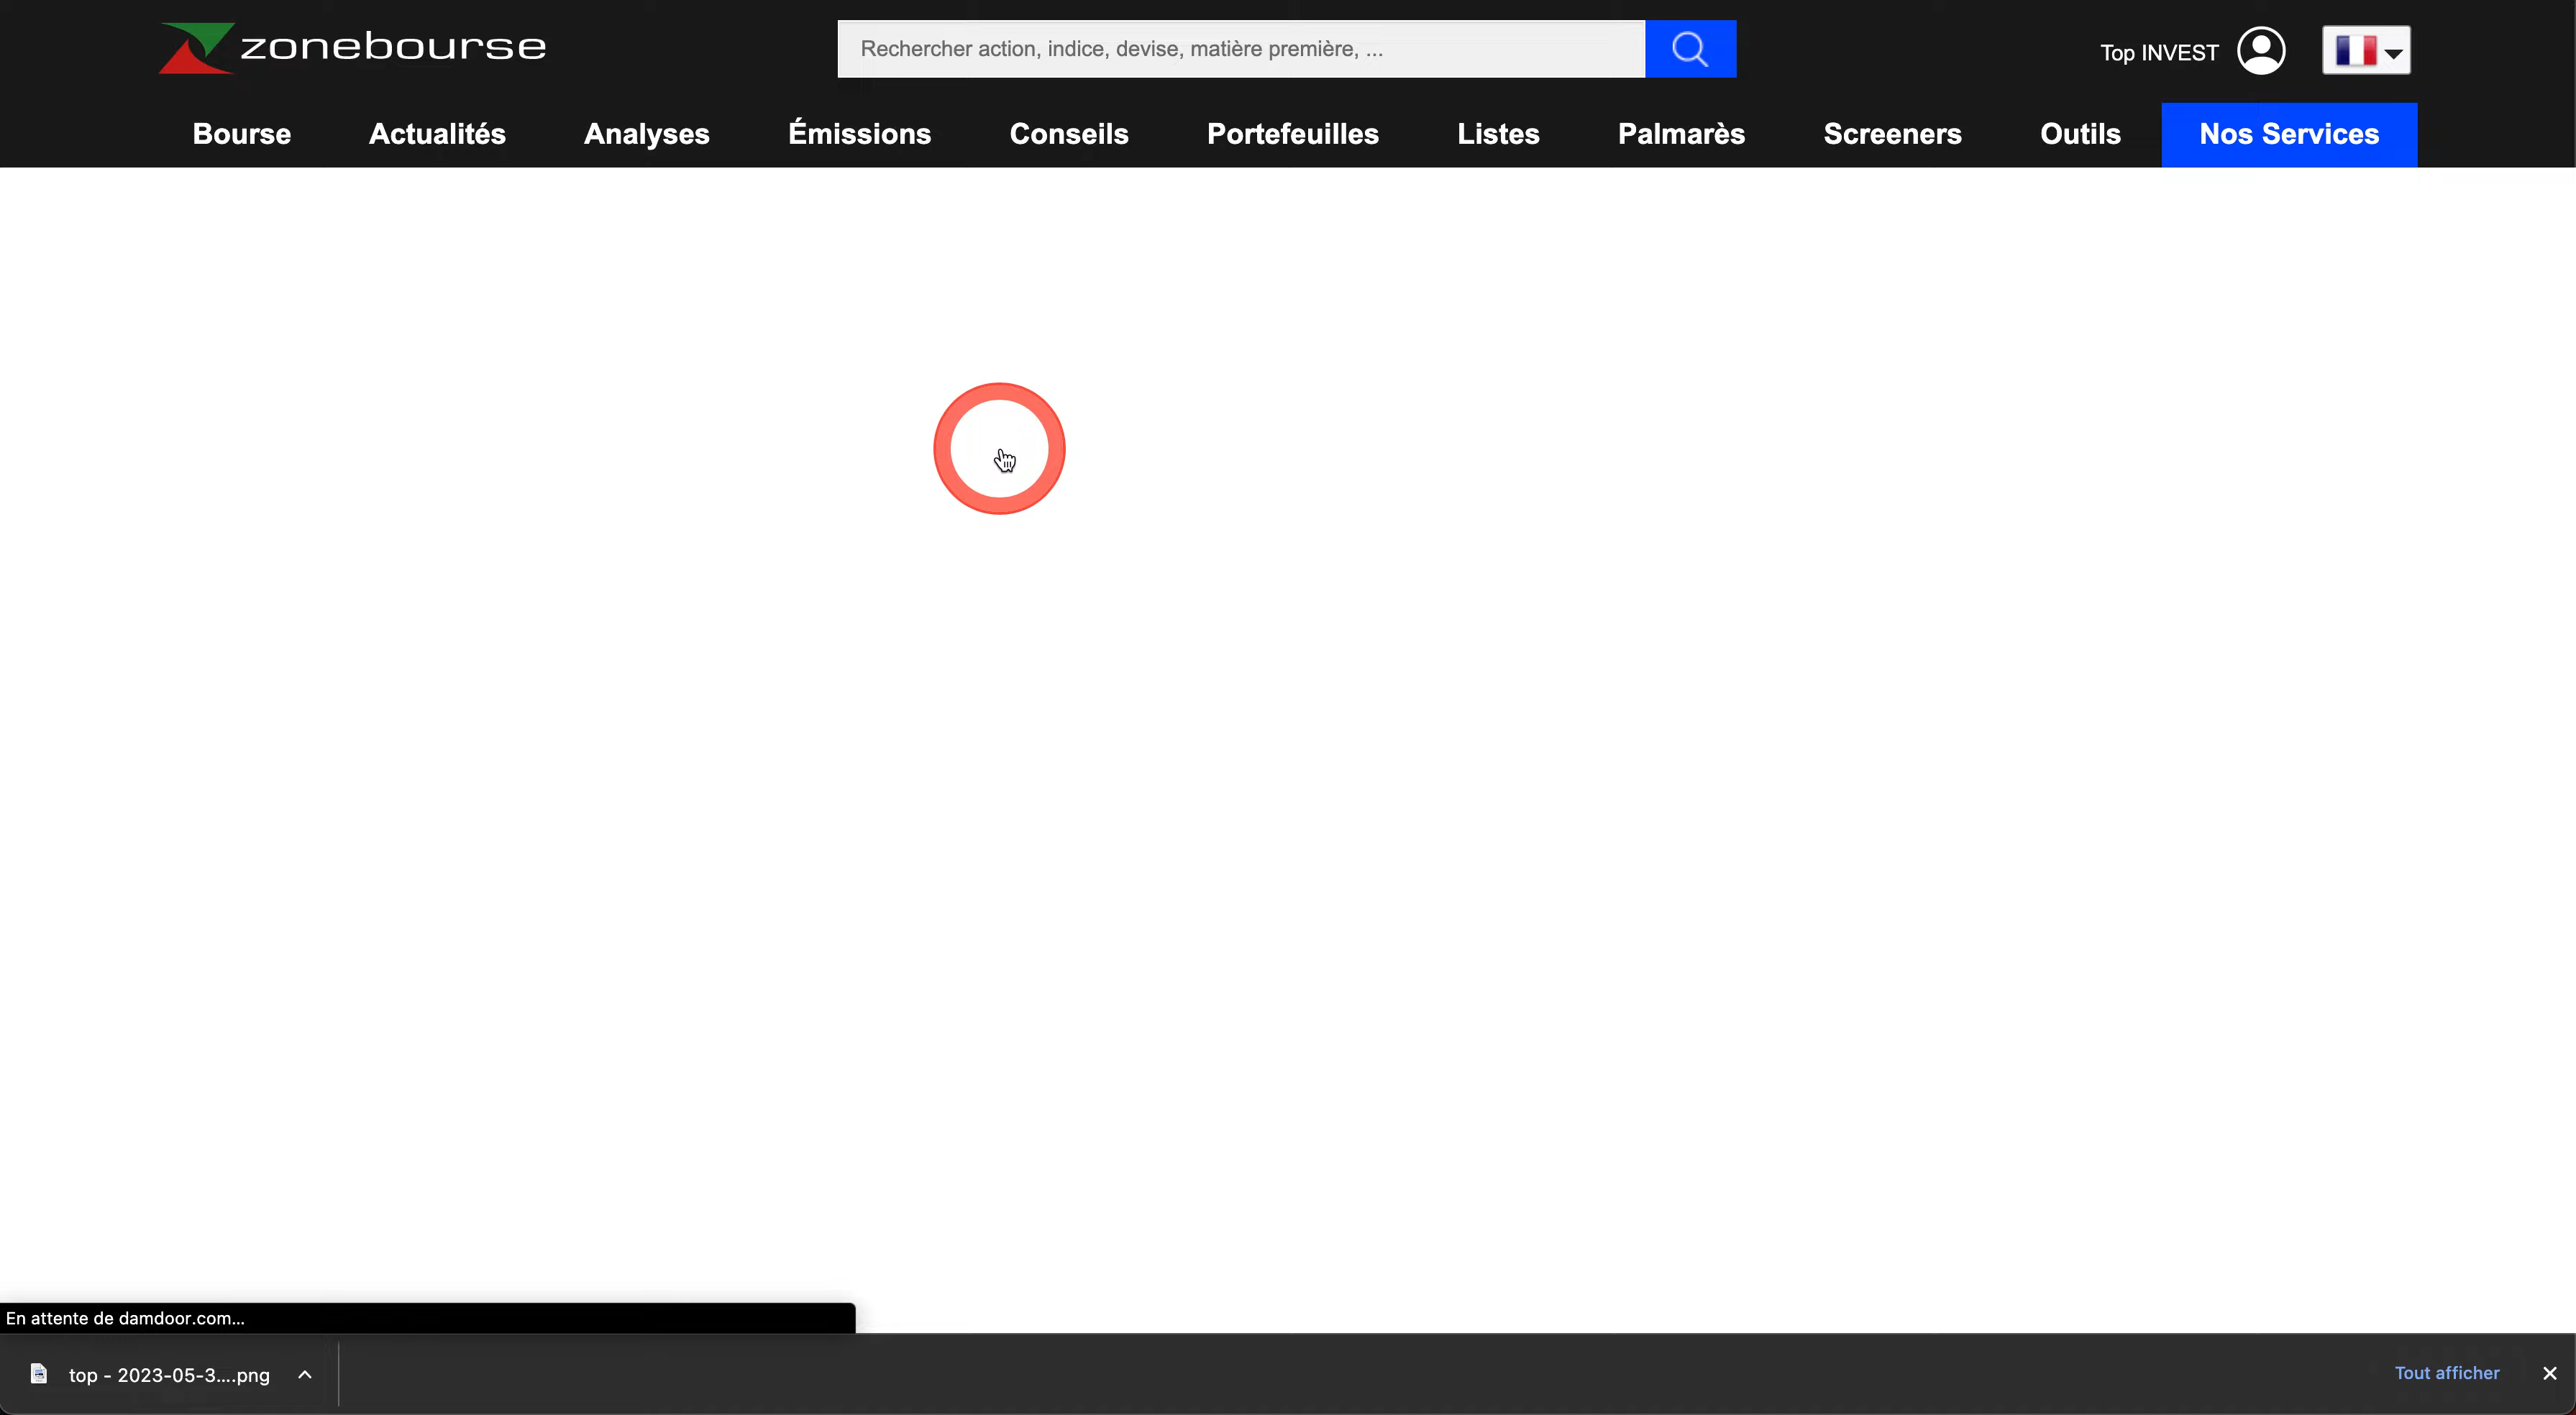 zonebourse
Rechercher action, indice, devise, matière première, ...
Top INVEST
Bourse Actualités Analyses Émissions Conseils Portefeuilles Listes Palmarès Screeners Outils Nos Services
En attente de damdoor.com...
top - 2023-05-3....png
Tout afficher